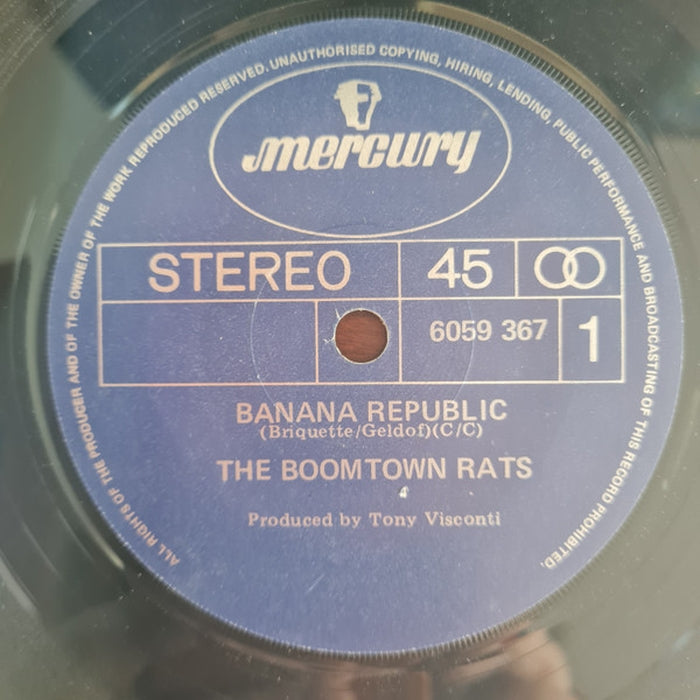 ALL RIGHTS OF THE PRODUCER AND OF THE OWNER OF THE WORK REPRODUCED RESERVED. UNAUTHORISED COPYING, HIRING, LENDING, PUBLIC PERFORMANCE AND BROADCASTING OF THIS RECORD PROHIBITED.
mercury
STEREO 45
6059 367 1
BANANA REPUBLIC
(Briquette/Geldof)(C/C)
THE BOOMTOWN RATS
Produced by Tony Visconti